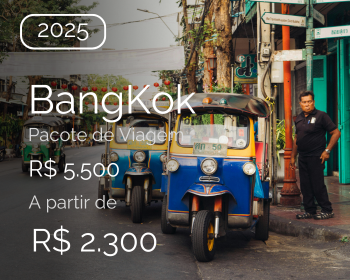 2025
BangKok
Pacote de Viagem
R$ 5.500
A partir de
R$ 2.300